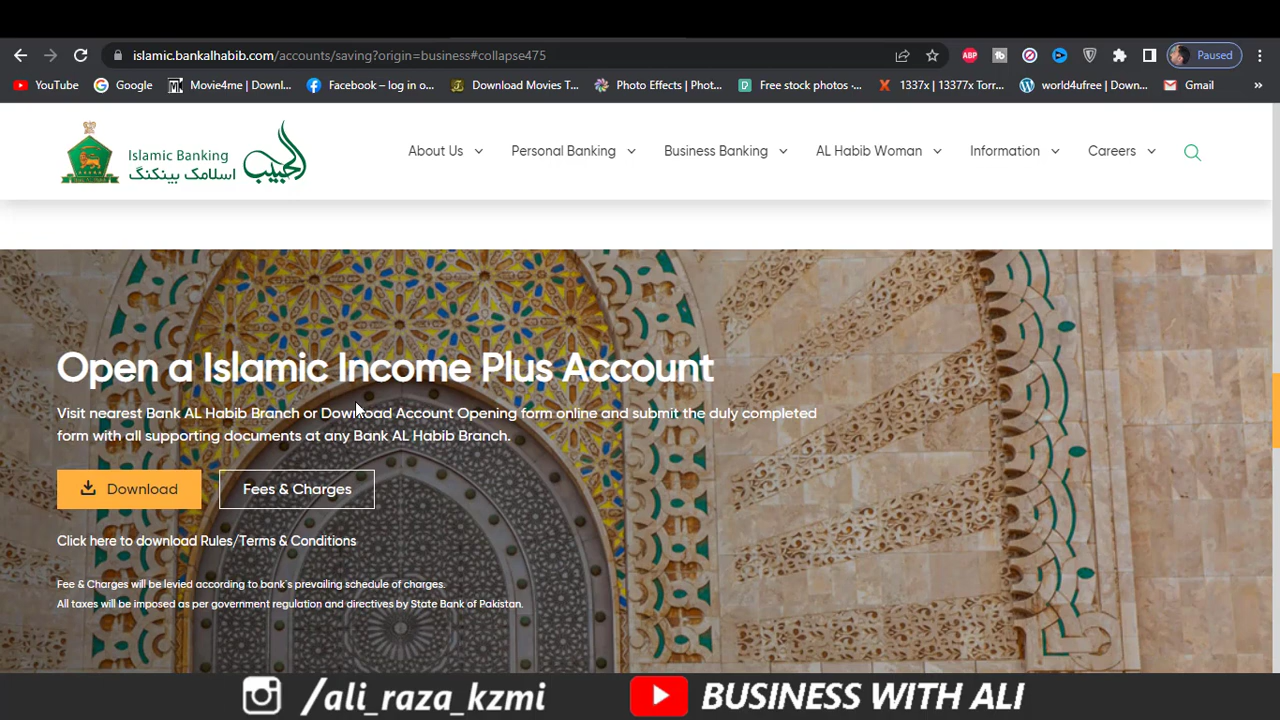 islamic.bankalhabib.com/accounts/saving?origin=business#collapse475
ABP
Paused
YouTube
Google
Movie4me | Downl...
Facebook – log in o...
Download Movies T...
Photo Effects | Phot...
Free stock photos -...
1337x | 13377x Torr...
world4ufree | Down...
Gmail
»
Islamic Banking
اسلامک بینکنگ
الحبیب
About Us
Personal Banking
Business Banking
AL Habib Woman
Information
Careers
Open a Islamic Income Plus Account
Visit nearest Bank AL Habib Branch or Download Account Opening form online and submit the duly completed
form with all supporting documents at any Bank AL Habib Branch.
Download
Fees & Charges
Click here to download Rules/Terms & Conditions
Fee & Charges will be levied according to bank's prevailing schedule of charges.
All taxes will be imposed as per government regulation and directives by State Bank of Pakistan.
/ali_raza_kzmi
BUSINESS WITH ALI